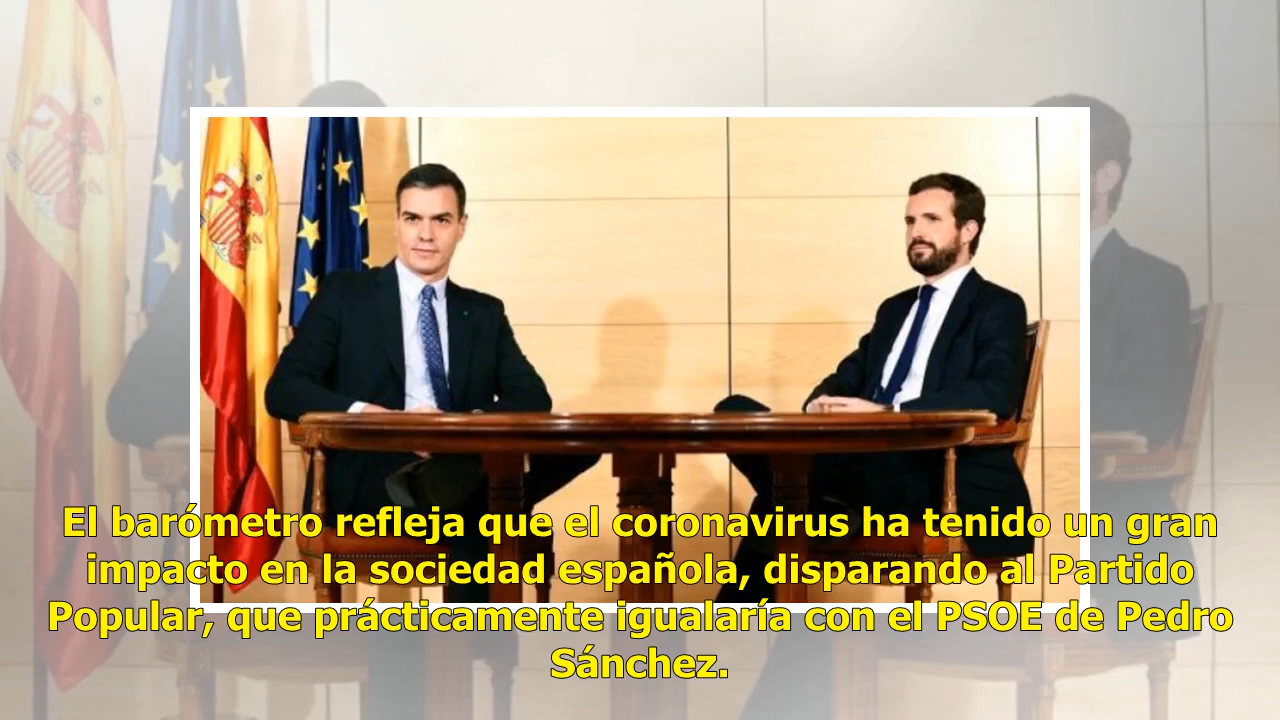 El barómetro refleja que el coronavirus ha tenido un gran
impacto en la sociedad española, disparando al Partido
Popular, que prácticamente igualaría con el PSOE de Pedro
Sánchez.